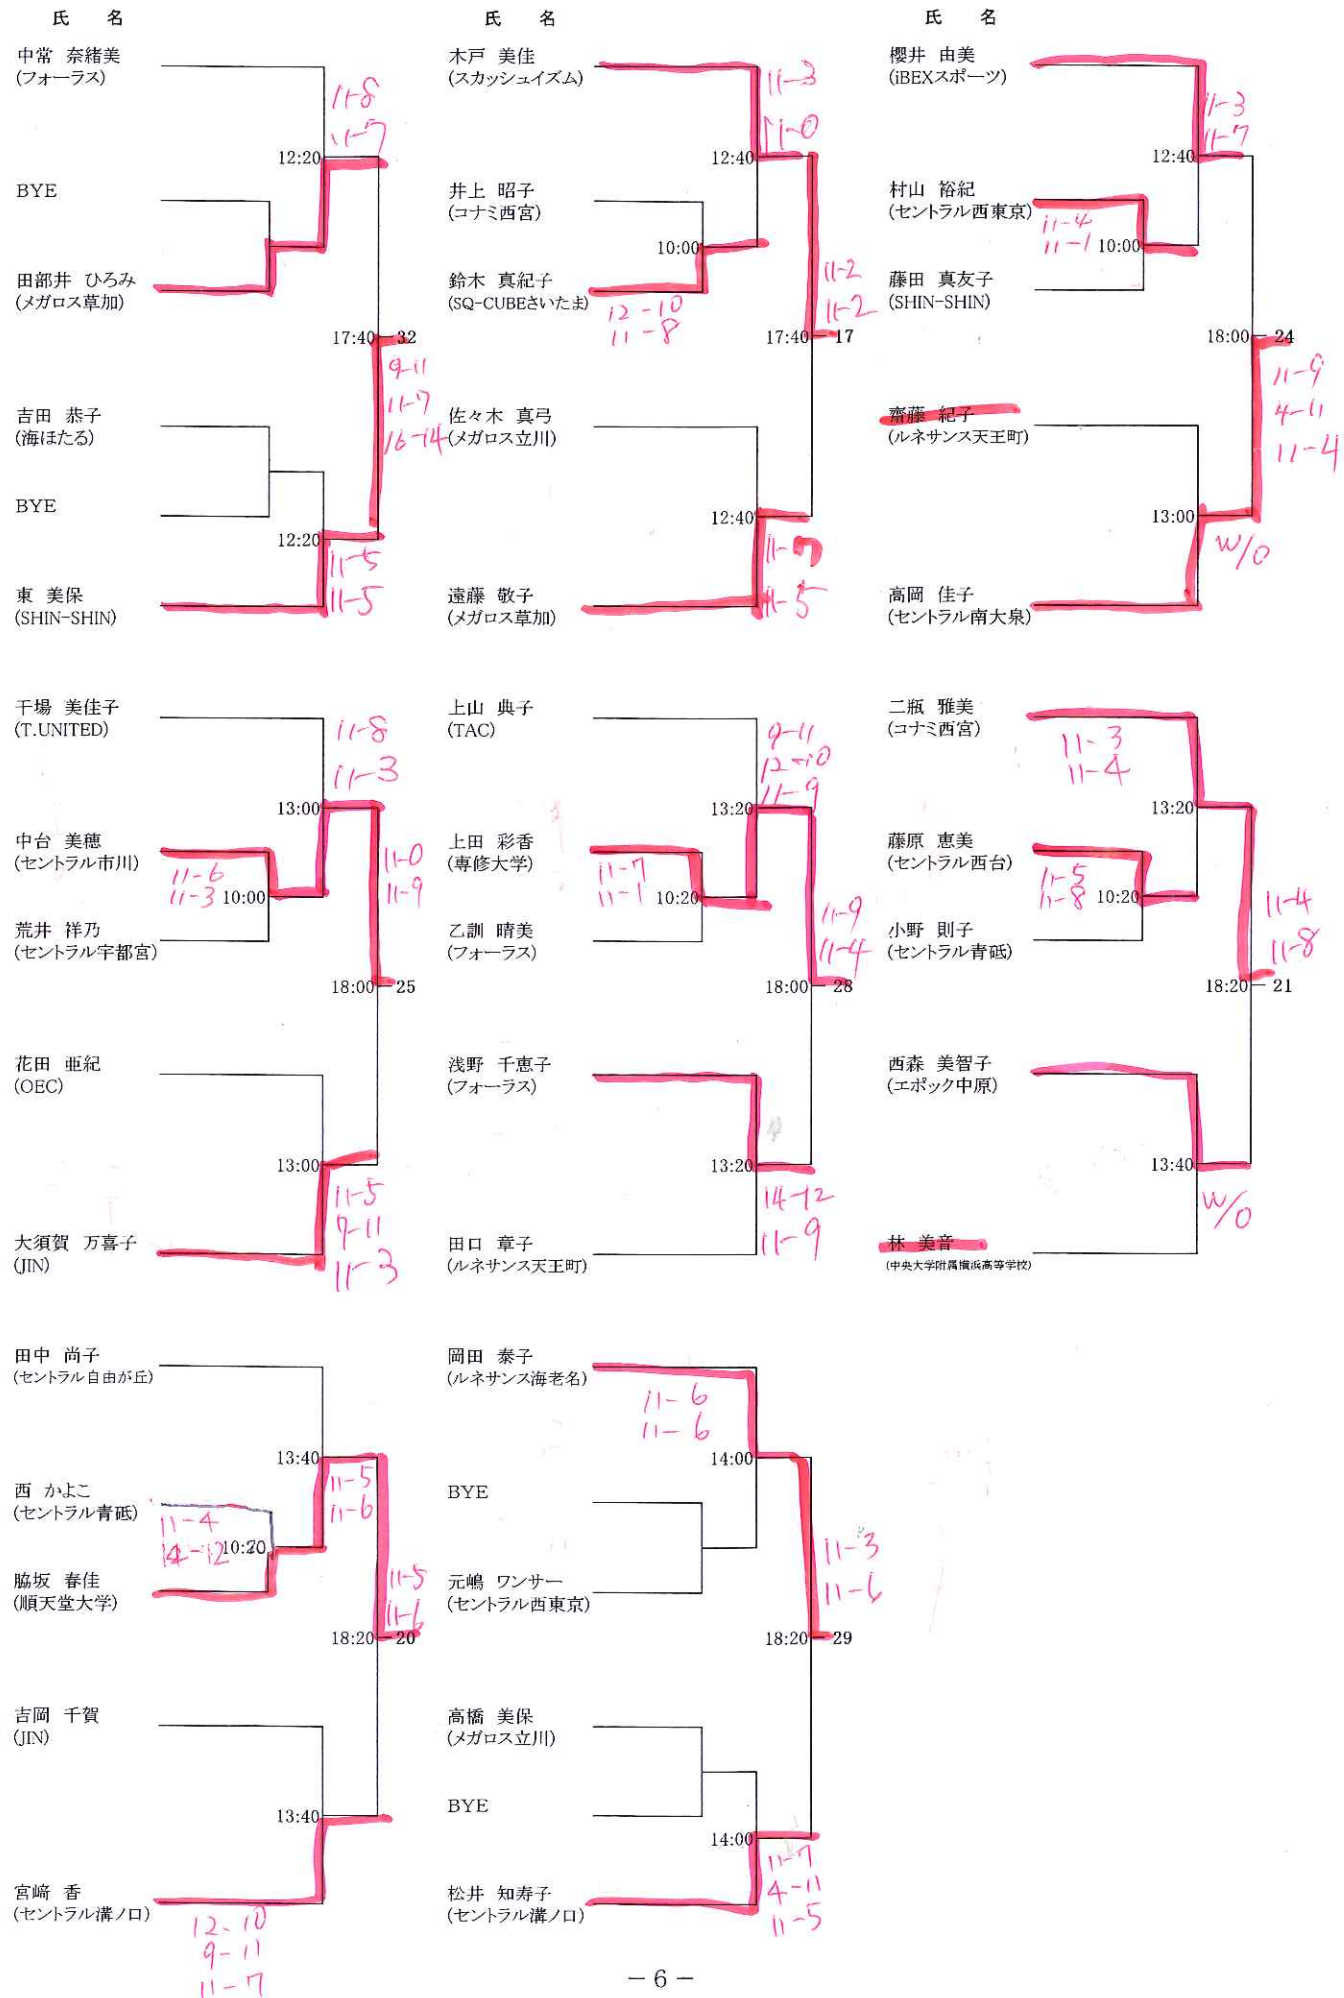 氏 名
中常 奈緒美
(フォーラス)
11-8
11-7
12:20
BYE
田部井 ひろみ
(メガロス草加)
17:40
32
9-11
11-7
16-14
吉田 恭子
(海ほたる)
BYE
12:20
11-5
11-5
東 美保
(SHIN-SHIN)
氏 名
木戸 美佳
(スカッシュイズム)
11-3
11-0
12:40
井上 昭子
(コナミ西宮)
10:00
鈴木 真紀子
(SQ-CUBEさいたま)
12-10
11-8
11-2
11-2
17:40
17
佐々木 真弓
(メガロス立川)
12:40
11-7
11-5
遠藤 敬子
(メガロス草加)
氏 名
櫻井 由美
(iBEXスポーツ)
11-3
11-7
12:40
村山 裕紀
(セントラル西東京)
11-4
11-1
10:00
藤田 真友子
(SHIN-SHIN)
18:00
24
11-9
4-11
11-4
齋藤 紀子
(ルネサンス天王町)
13:00
W/O
高岡 佳子
(セントラル南大泉)
干場 美佳子
(T.UNITED)
11-8
11-3
13:00
中台 美穂
(セントラル市川)
11-6
11-3
10:00
荒井 祥乃
(セントラル宇都宮)
11-0
11-9
18:00
25
花田 亜紀
(OEC)
13:00
11-5
9-11
11-3
大須賀 万喜子
(JIN)
上山 典子
(TAC)
9-11
12-10
11-9
13:20
上田 彩香
(専修大学)
11-7
11-1
10:20
乙訓 晴美
(フォーラス)
11-9
11-4
18:00
28
浅野 千恵子
(フォーラス)
13:20
14-12
11-9
田口 章子
(ルネサンス天王町)
二瓶 雅美
(コナミ西宮)
11-3
11-4
13:20
藤原 恵美
(セントラル西台)
11-5
11-8
10:20
小野 則子
(セントラル青砥)
11-4
11-8
18:20
21
西森 美智子
(エポック中原)
13:40
W/O
林 美音
(中央大学附属横浜高等学校)
田中 尚子
(セントラル自由が丘)
13:40
11-5
11-6
西 かよこ
(セントラル青砥)
11-4
14-12
10:20
脇坂 春佳
(順天堂大学)
11-5
11-6
18:20
20
吉岡 千賀
(JIN)
13:40
宮﨑 香
(セントラル溝ノ口)
12-10
9-11
11-7
岡田 泰子
(ルネサンス海老名)
11-6
11-6
14:00
BYE
元嶋 ワンサー
(セントラル西東京)
11-3
11-6
18:20
29
高橋 美保
(メガロス立川)
BYE
14:00
11-7
4-11
11-5
松井 知寿子
(セントラル溝ノ口)
- 6 -